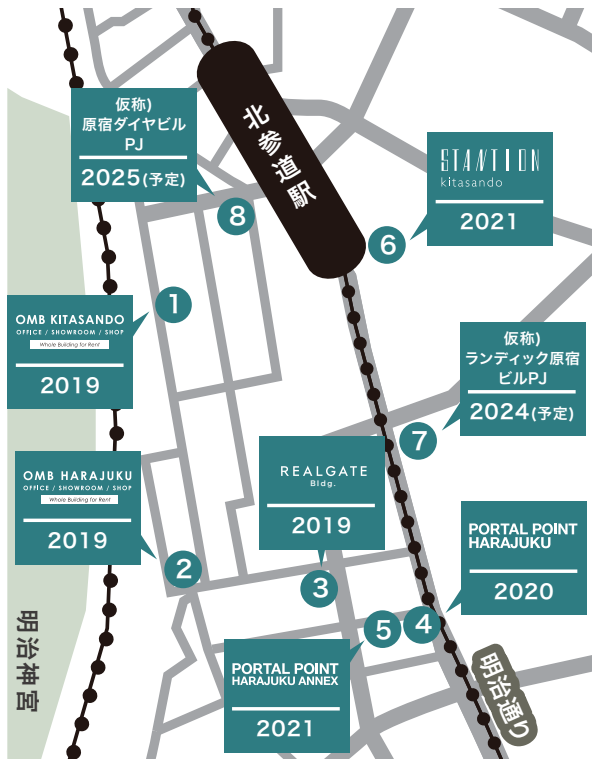 仮称)
原宿ダイヤビル
PJ
2025(予定)
8
北参道駅
STANTION
kitasando
2021
6
1
OMB KITASANDO
OFFICE / SHOWROOM / SHOP
Whole Building for Rent
2019
仮称)
ランディック原宿
ビルPJ
2024(予定)
7
OMB HARAJUKU
OFFICE / SHOWROOM / SHOP
Whole Building for Rent
2019
2
REALGATE
Bldg.
2019
3
PORTAL POINT
HARAJUKU
2020
4
5
PORTAL POINT
HARAJUKU ANNEX
2021
明治神宮
明治通り